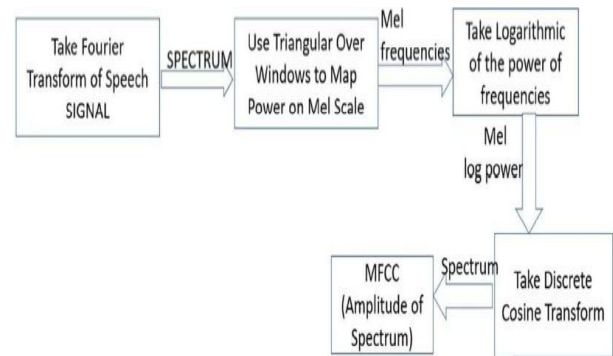 Take Fourier
Transform of Speech
SIGNAL
SPECTRUM
Use Triangular Over
Windows to Map
Power on Mel Scale
Mel
frequencies
Take Logarithmic
of the power of
frequencies
Mel
log power
Take Discrete
Cosine Transform
Spectrum
MFCC
(Amplitude of
Spectrum)